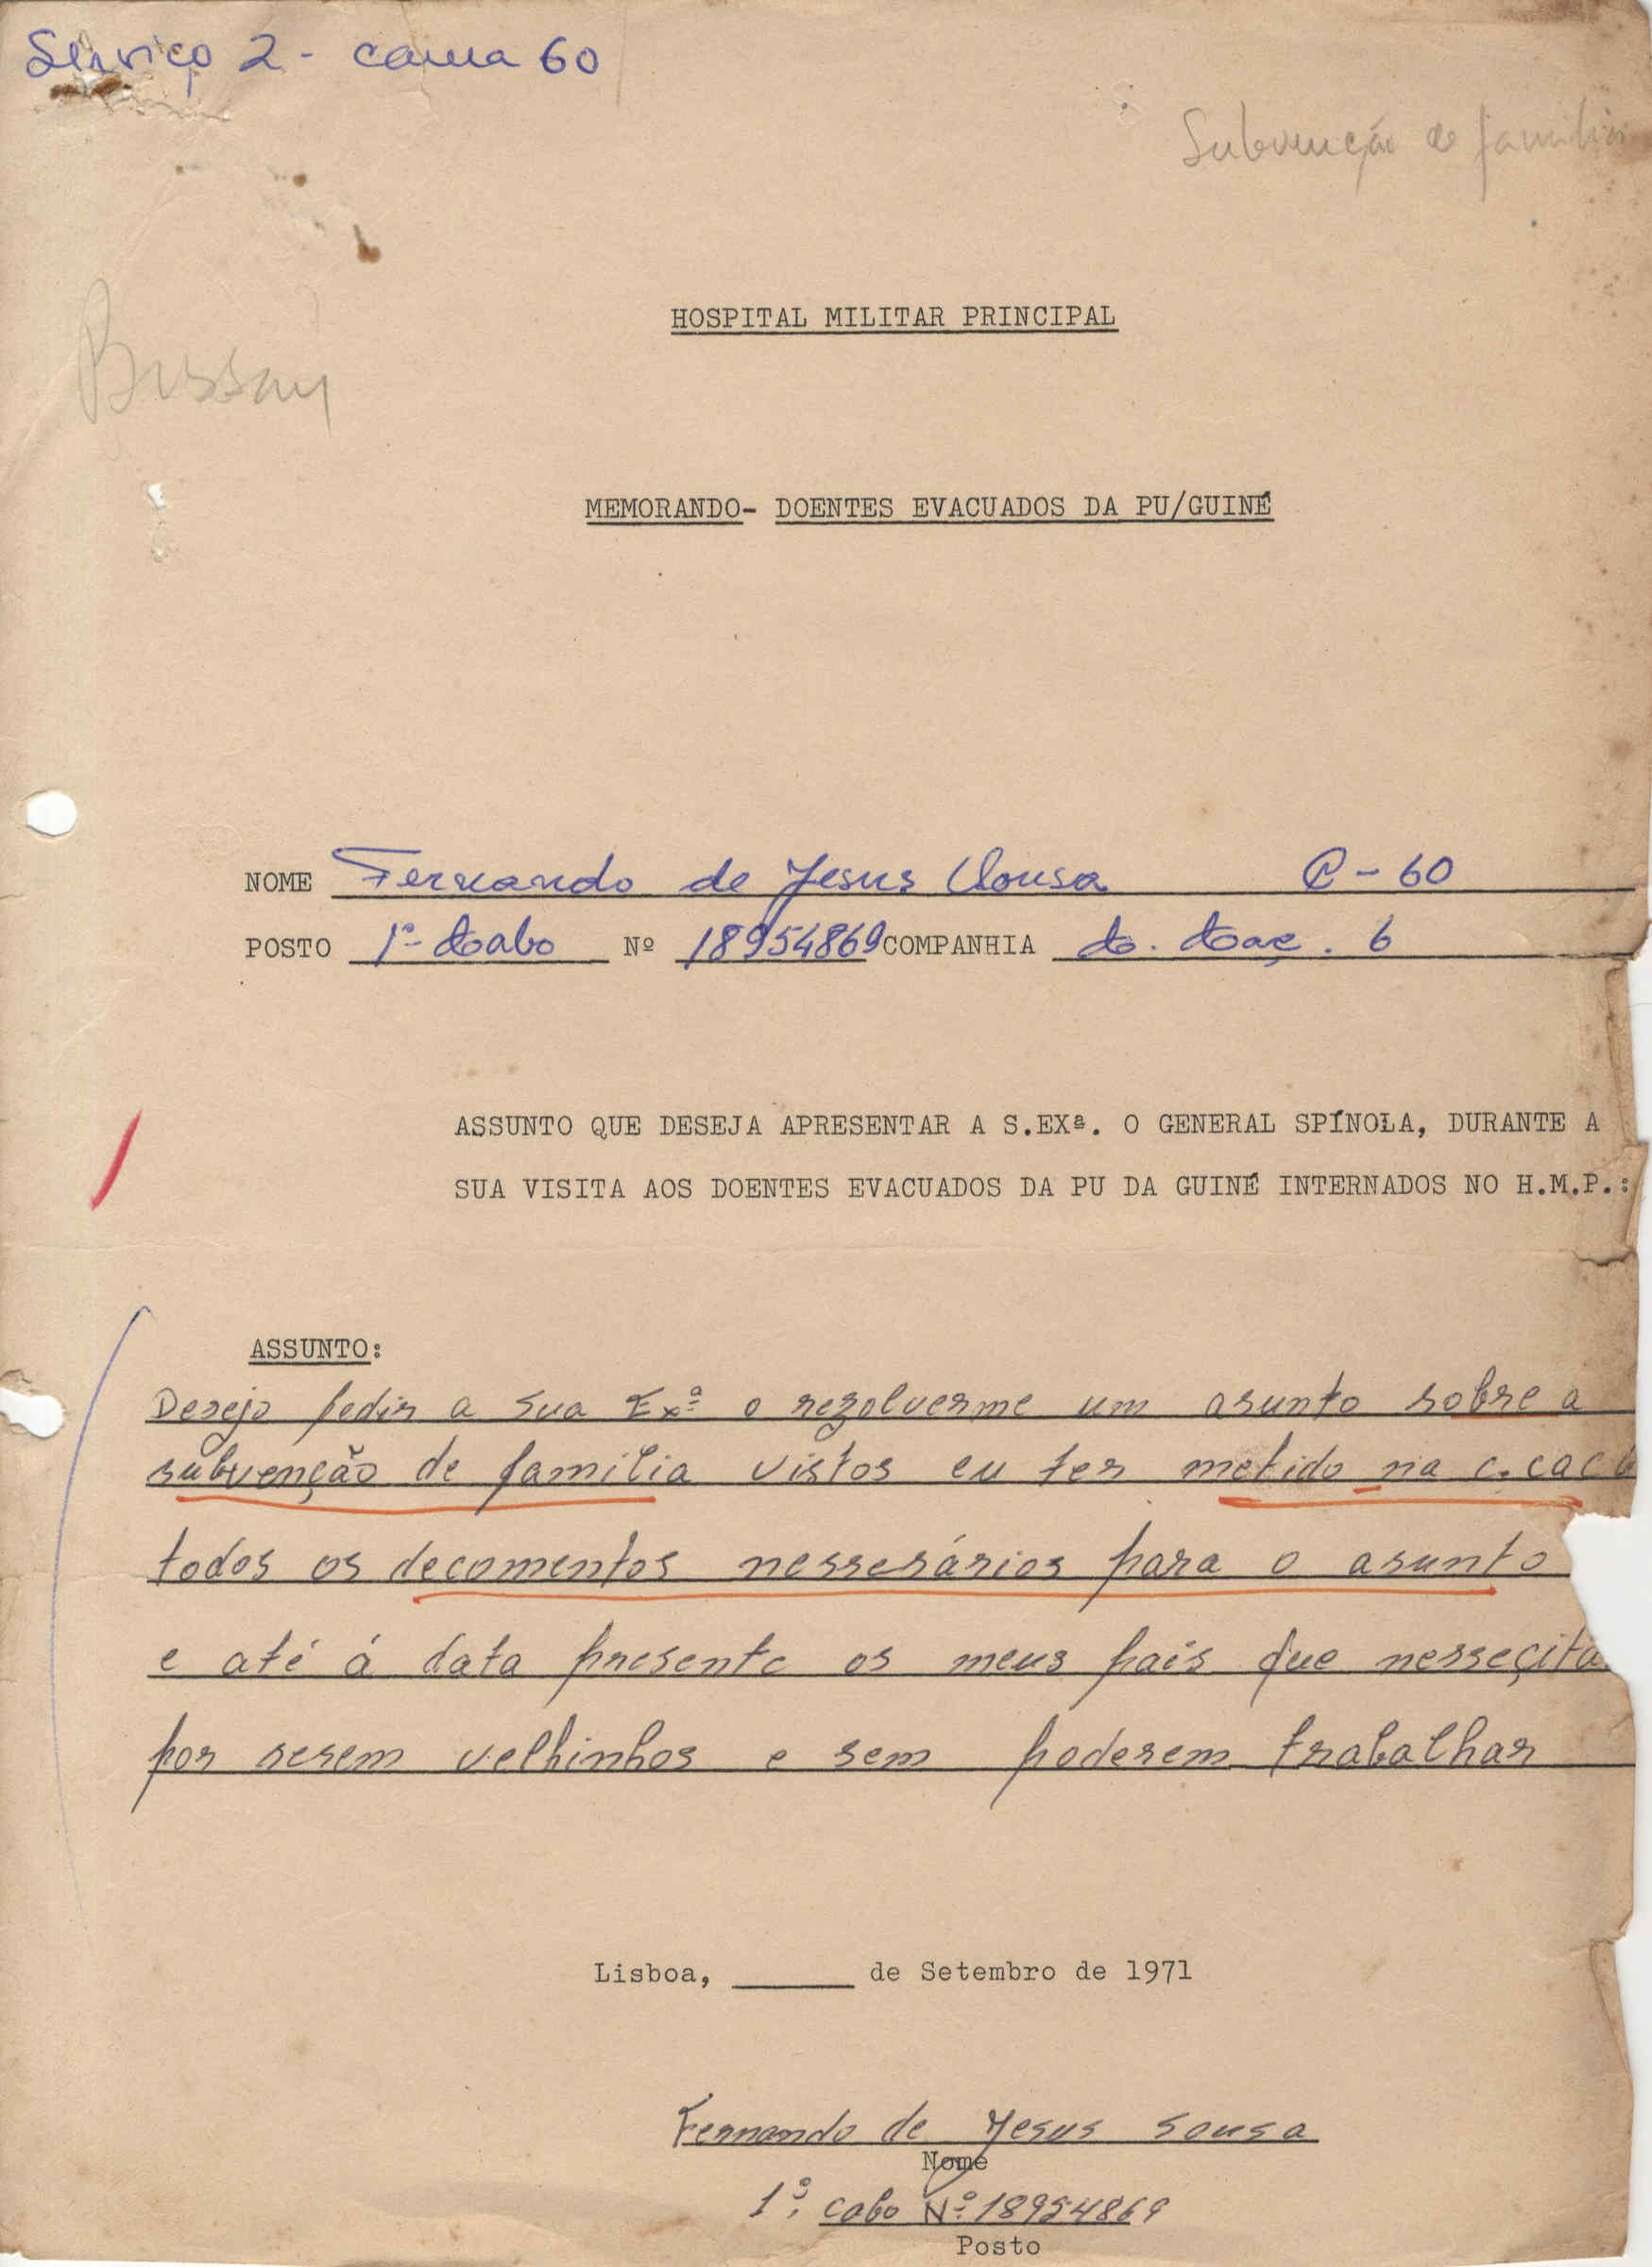 Serviço 2 - cama 60
Subvenção de familia
HOSPITAL MILITAR PRINCIPAL
Bissau
MEMORANDO- DOENTES EVACUADOS DA PU/GUINÉ
NOME Fernando de Jesus Sousa C - 60
POSTO 1º Cabo Nº 18954869 COMPANHIA C. Caç. 6
ASSUNTO QUE DESEJA APRESENTAR A S.EXª. O GENERAL SPÍNOLA, DURANTE A
SUA VISITA AOS DOENTES EVACUADOS DA PU DA GUINÉ INTERNADOS NO H.M.P.:
ASSUNTO:
Desejo pedir a Sua Exª o rezolverme um asunto sobre a
subvenção de familia vistos eu ter metido na c. cac 6
todos os decomentos nessesários para o asunto
e até á data presente os meus pais que nesseçita
por serem velhinhos e sem poderem trabalhar
Lisboa, ______ de Setembro de 1971
Fernando de Jesus Sousa
Nome
1º. Cabo Nº 18954869
Posto